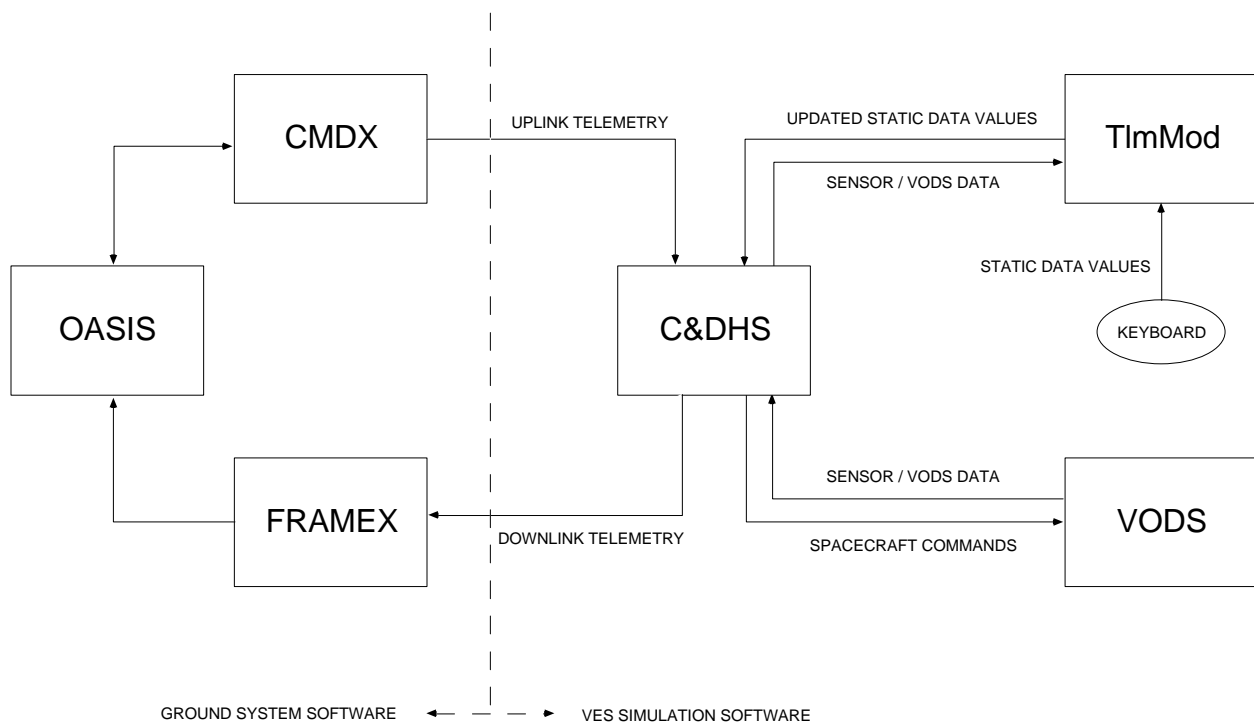 CMDX
UPLINK TELEMETRY
UPDATED STATIC DATA VALUES
TlmMod
SENSOR / VODS DATA
STATIC DATA VALUES
OASIS
C&DHS
KEYBOARD
SENSOR / VODS DATA
FRAMEX
DOWNLINK TELEMETRY
SPACECRAFT COMMANDS
VODS
GROUND SYSTEM SOFTWARE
VES SIMULATION SOFTWARE